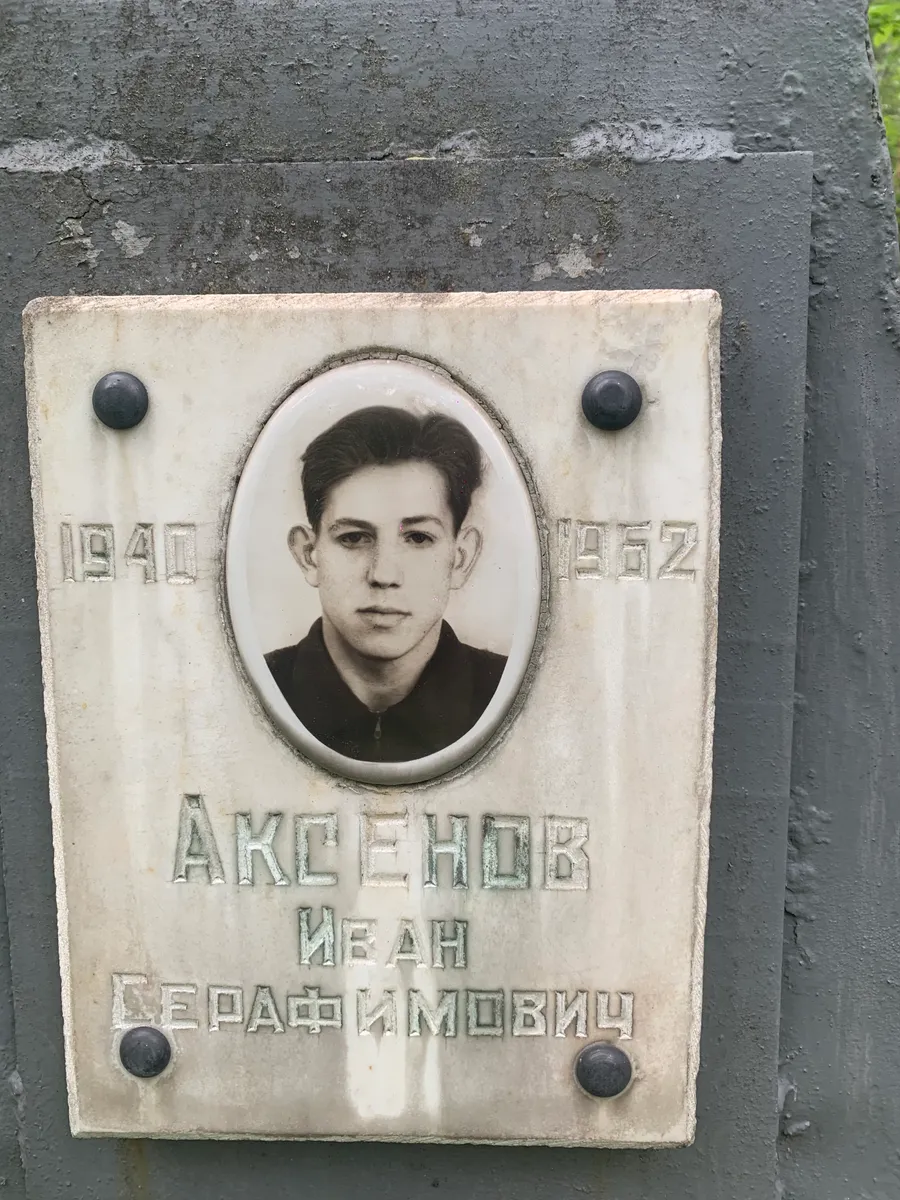 1940 1962
Аксенов
Иван
Серафимович